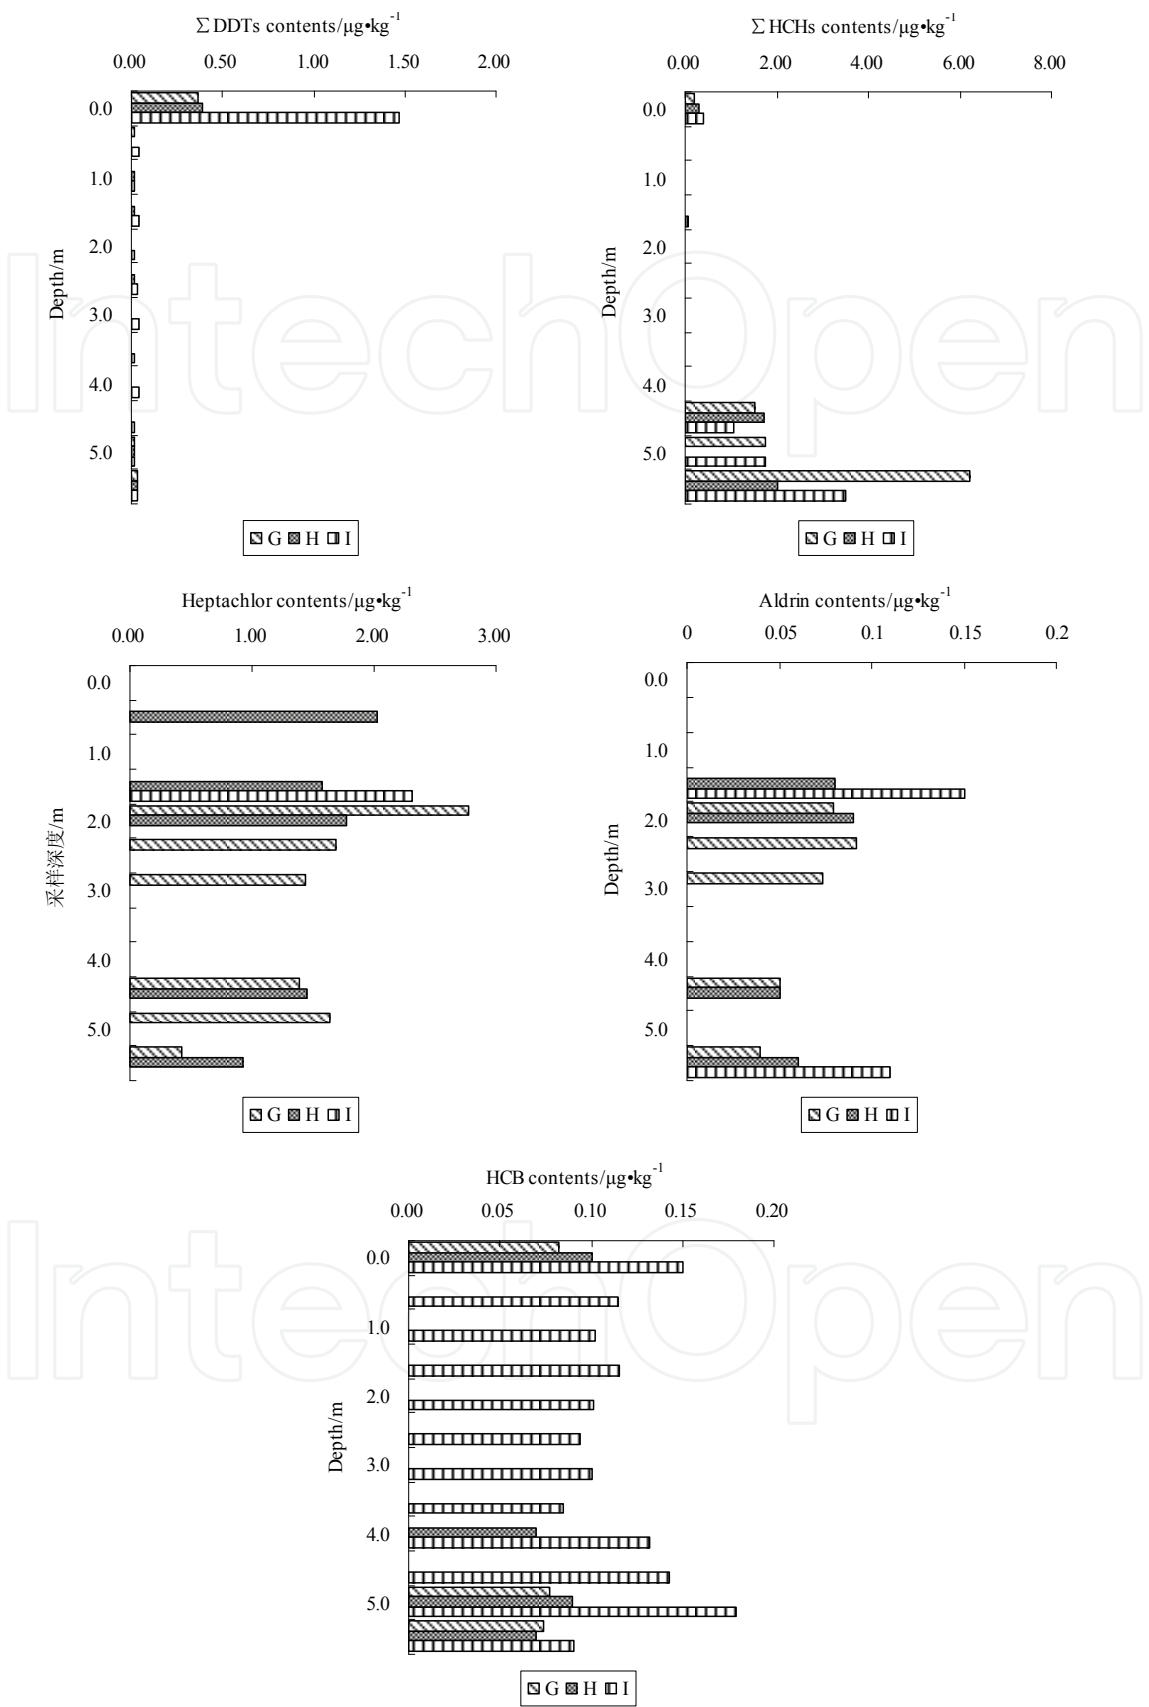 ∑DDTs contents/μg•kg-1
0.00 0.50 1.00 1.50 2.00
0.0
1.0
2.0
3.0
4.0
5.0
Depth/m
G H I
∑HCHs contents/μg•kg-1
0.00 2.00 4.00 6.00 8.00
0.0
1.0
2.0
3.0
4.0
5.0
Depth/m
G H I
Heptachlor contents/μg•kg-1
0.00 1.00 2.00 3.00
0.0
1.0
2.0
3.0
4.0
5.0
采样深度/m
G H I
Aldrin contents/μg•kg-1
0 0.05 0.1 0.15 0.2
0.0
1.0
2.0
3.0
4.0
5.0
Depth/m
G H I
HCB contents/μg•kg-1
0.00 0.05 0.10 0.15 0.20
0.0
1.0
2.0
3.0
4.0
5.0
Depth/m
G H I
IntechOpen
IntechOpen